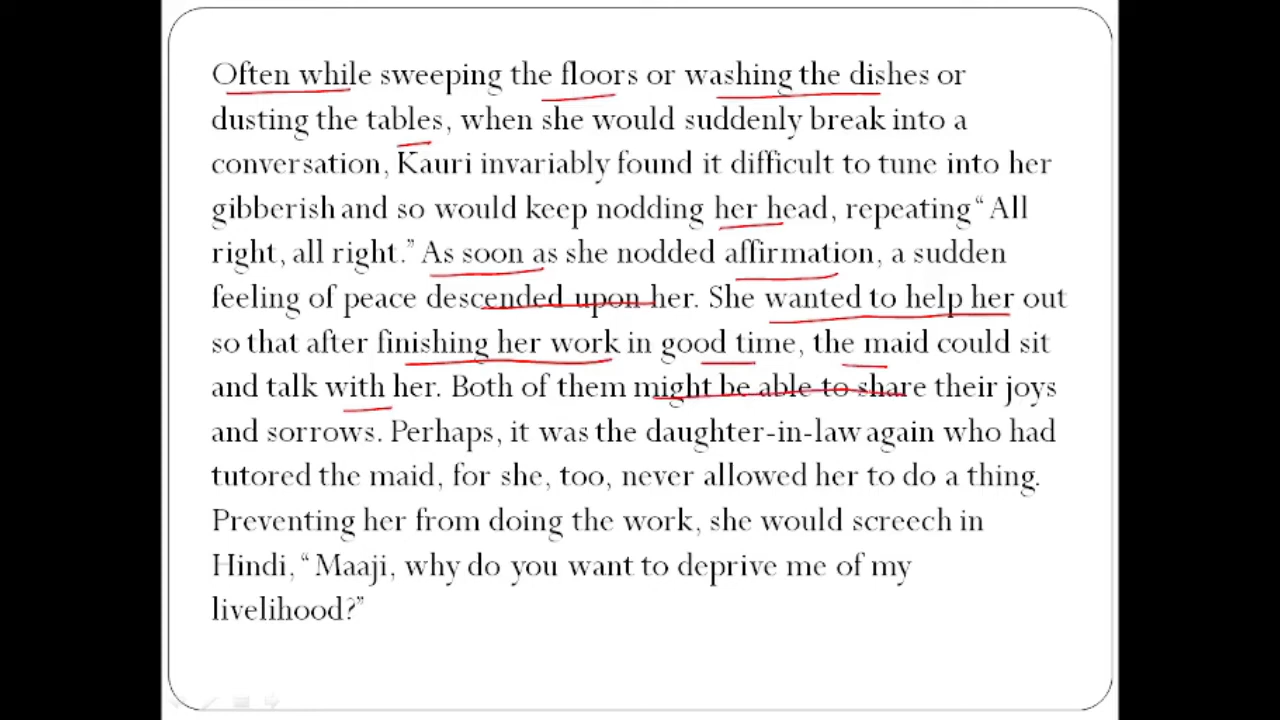 Often while sweeping the floors or washing the dishes or
dusting the tables, when she would suddenly break into a
conversation, Kauri invariably found it difficult to tune into her
gibberish and so would keep nodding her head, repeating “All
right, all right.” As soon as she nodded affirmation, a sudden
feeling of peace descended upon her. She wanted to help her out
so that after finishing her work in good time, the maid could sit
and talk with her. Both of them might be able to share their joys
and sorrows. Perhaps, it was the daughter-in-law again who had
tutored the maid, for she, too, never allowed her to do a thing.
Preventing her from doing the work, she would screech in
Hindi, “Maaji, why do you want to deprive me of my
livelihood?”